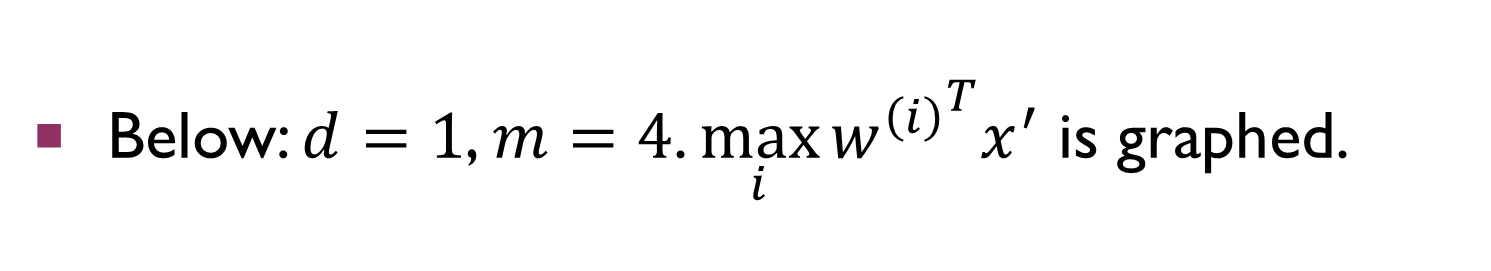 ▪ Below: d = 1, m = 4. max_i w^{(i)^T} x′ is graphed.